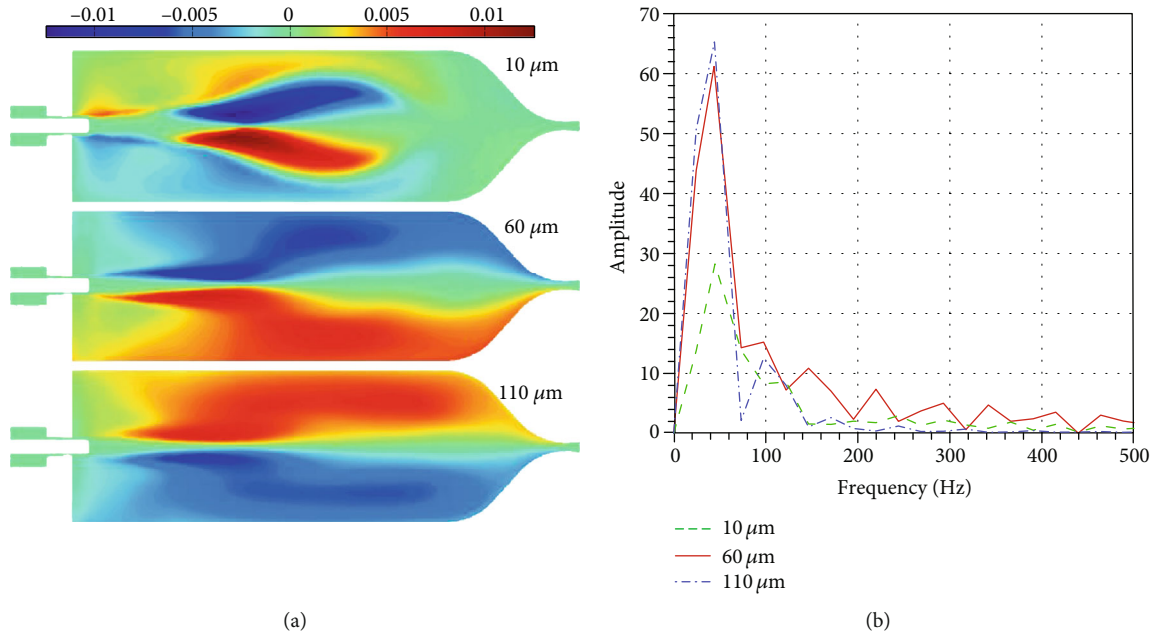 −0.01 −0.005 0 0.005 0.01
10 μm
60 μm
110 μm
(a)
70
60
50
40
30
20
10
0
Amplitude
0 100 200 300 400 500
Frequency (Hz)
10 μm
60 μm
110 μm
(b)